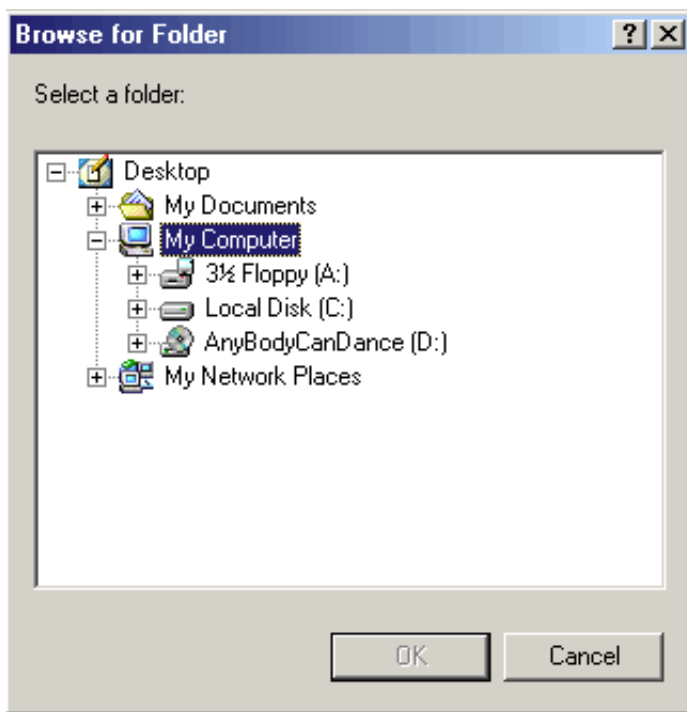 Browse for Folder
Select a folder:
Desktop
My Documents
My Computer
3½ Floppy (A:)
Local Disk (C:)
AnyBodyCanDance (D:)
My Network Places
OK Cancel